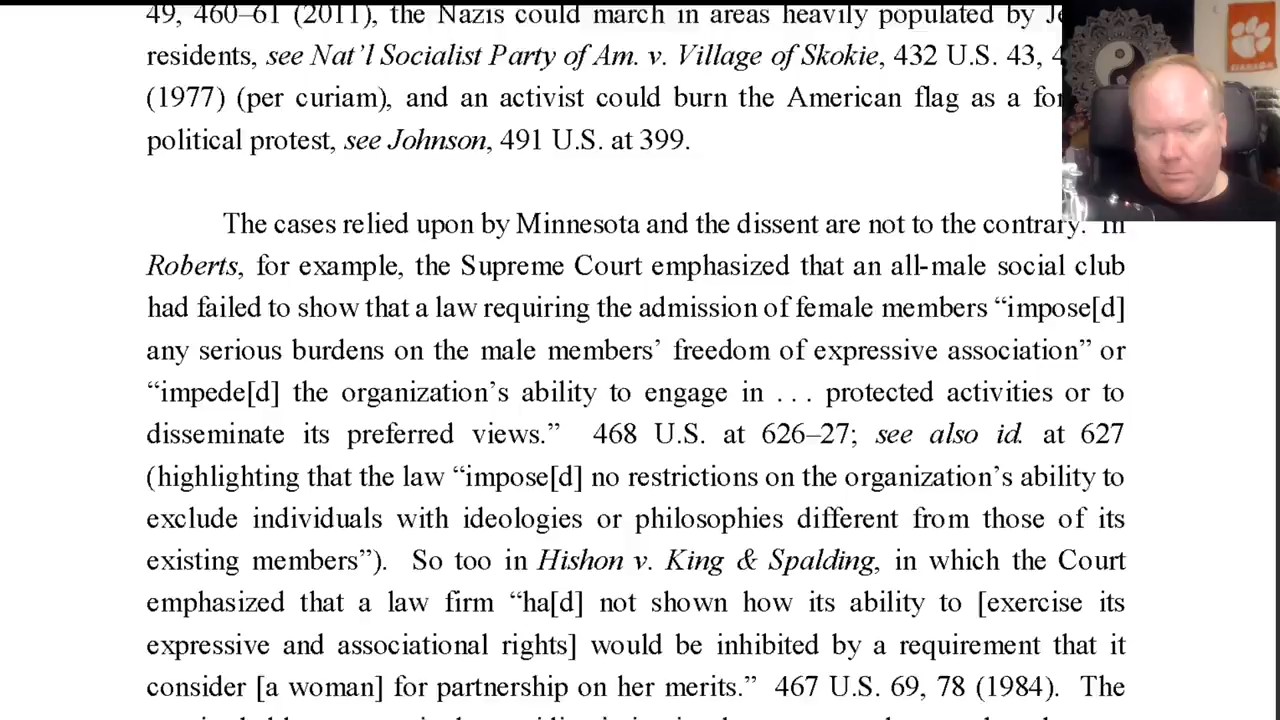 49, 460–61 (2011), the Nazis could march in areas heavily populated by
residents, see Nat’l Socialist Party of Am. v. Village of Skokie, 432 U.S. 43,
(1977) (per curiam), and an activist could burn the American flag as a
political protest, see Johnson, 491 U.S. at 399.
The cases relied upon by Minnesota and the dissent are not to the contrary. In
Roberts, for example, the Supreme Court emphasized that an all-male social club
had failed to show that a law requiring the admission of female members “impose[d]
any serious burdens on the male members’ freedom of expressive association” or
“impede[d] the organization’s ability to engage in . . . protected activities or to
disseminate its preferred views.” 468 U.S. at 626–27; see also id. at 627
(highlighting that the law “impose[d] no restrictions on the organization’s ability to
exclude individuals with ideologies or philosophies different from those of its
existing members”). So too in Hishon v. King & Spalding, in which the Court
emphasized that a law firm “ha[d] not shown how its ability to [exercise its
expressive and associational rights] would be inhibited by a requirement that it
consider [a woman] for partnership on her merits.” 467 U.S. 69, 78 (1984). The